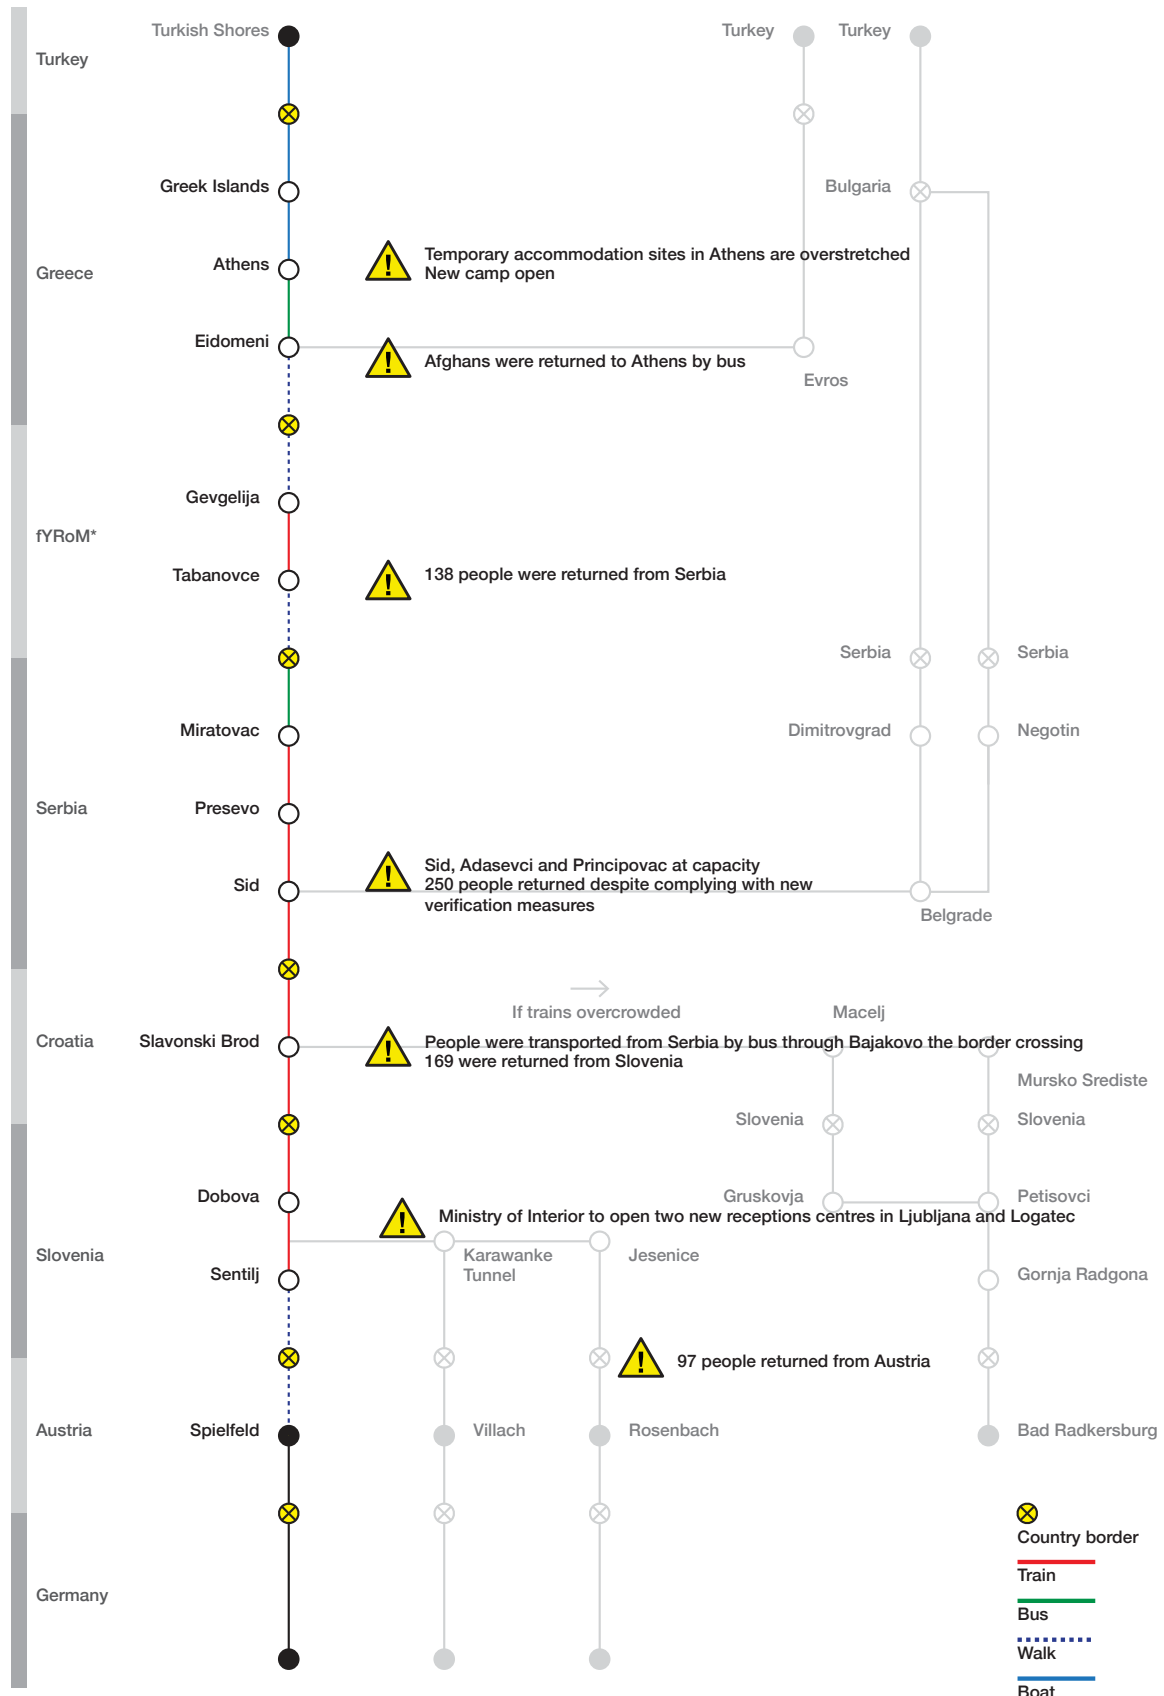 Turkish Shores
Turkey
Turkey
Turkey
Greek Islands
Bulgaria
Athens
Temporary accommodation sites in Athens are overstretched
New camp open
Greece
Eidomeni
Afghans were returned to Athens by bus
Evros
Gevgelija
fYRoM*
Tabanovce
138 people were returned from Serbia
Serbia
Serbia
Miratovac
Dimitrovgrad
Negotin
Serbia
Presevo
Sid
Sid, Adasevci and Principovac at capacity
250 people returned despite complying with new
verification measures
Belgrade
If trains overcrowded
Macelj
Croatia
Slavonski Brod
People were transported from Serbia by bus through Bajakovo the border crossing
169 were returned from Slovenia
Mursko Srediste
Slovenia
Slovenia
Dobova
Gruskovja
Petisovci
Ministry of Interior to open two new receptions centres in Ljubljana and Logatec
Slovenia
Karawanke
Tunnel
Jesenice
Sentilj
Gornja Radgona
97 people returned from Austria
Austria
Spielfeld
Villach
Rosenbach
Bad Radkersburg
Country border
Train
Germany
Bus
Walk
Boat